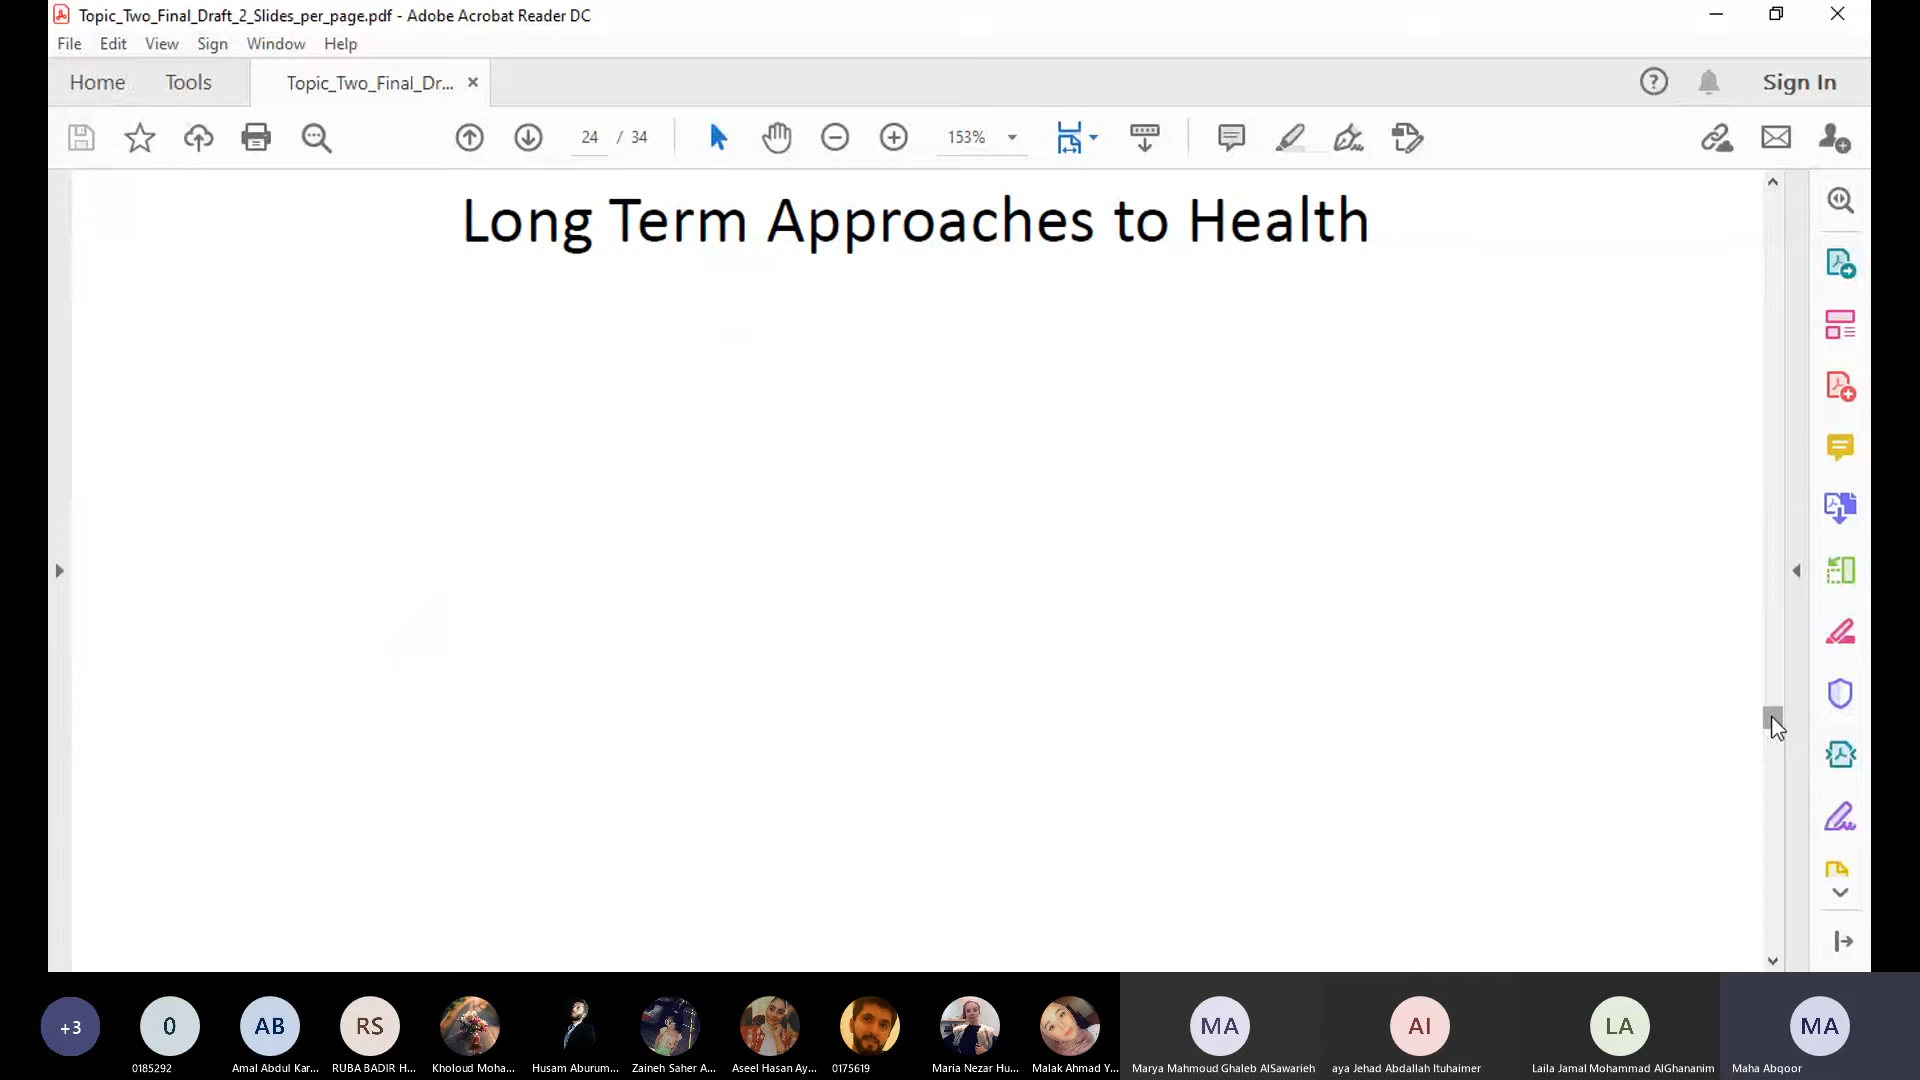 Topic_Two_Final_Draft_2_Slides_per_page.pdf - Adobe Acrobat Reader DC
File Edit View Sign Window Help
Home Tools Topic_Two_Final_Dr... × Sign In
24 / 34 153%
Long Term Approaches to Health
+3 0 AB RS MA AI LA MA
0185292 Amal Abdul Kar... RUBA BADIR H... Kholoud Moha... Husam Aburum... Zaineh Saher A... Aseel Hasan Ay... 0175619 Maria Nezar Hu... Malak Ahmad Y... Marya Mahmoud Ghaleb AlSawarieh aya Jehad Abdallah Ituhaimer Laila Jamal Mohammad AlGhananim Maha Abqoor